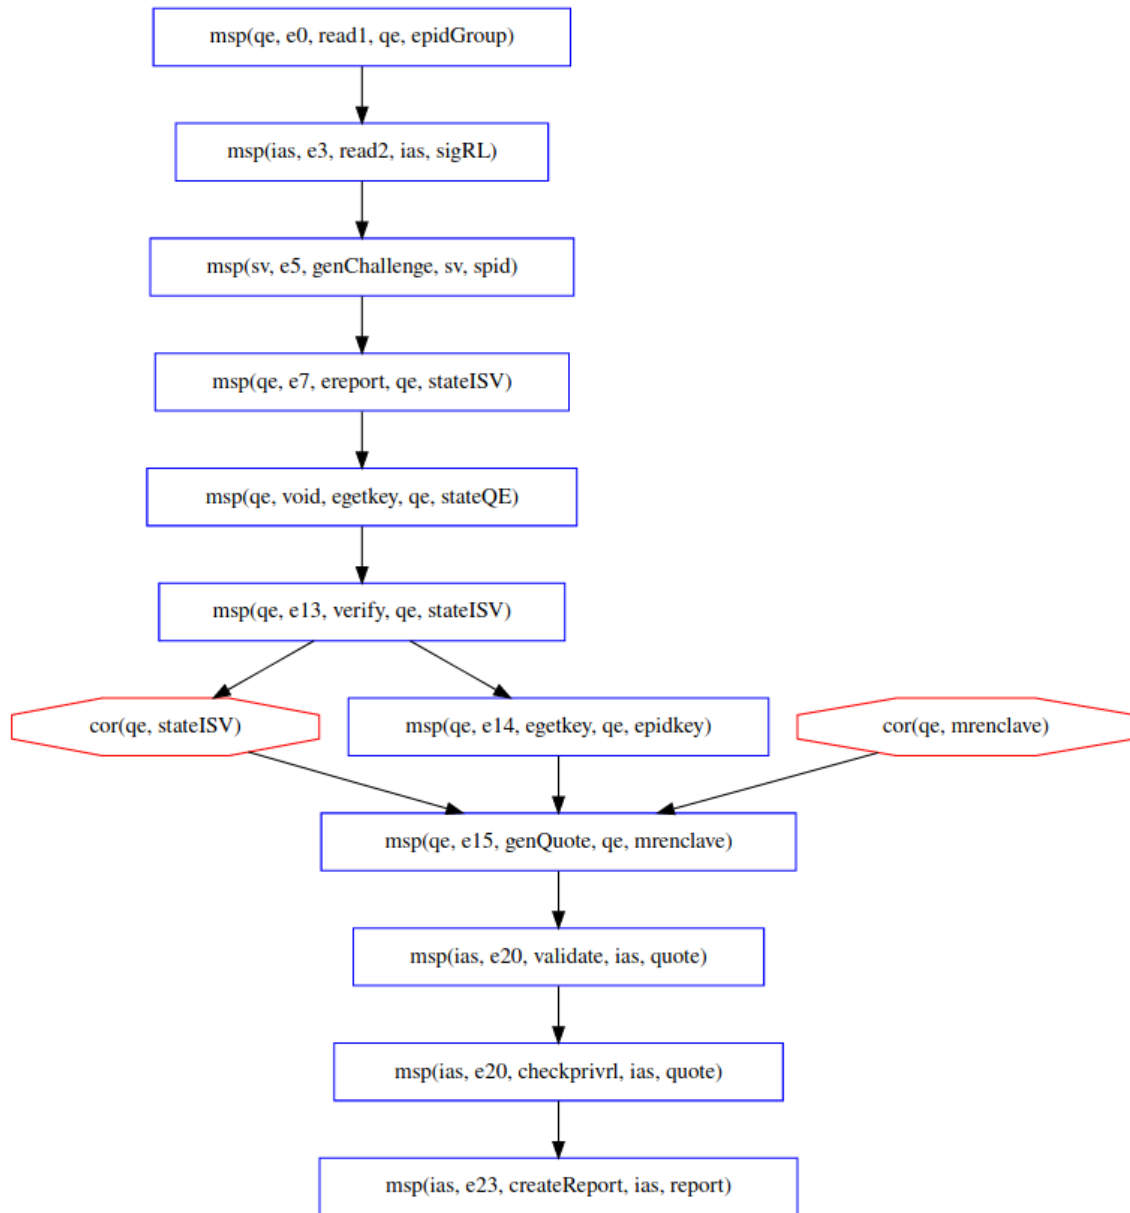 msp(qe, e0, read1, qe, epidGroup)
msp(ias, e3, read2, ias, sigRL)
msp(sv, e5, genChallenge, sv, spid)
msp(qe, e7, ereport, qe, stateISV)
msp(qe, void, egetkey, qe, stateQE)
msp(qe, e13, verify, qe, stateISV)
cor(qe, stateISV)
msp(qe, e14, egetkey, qe, epidkey)
cor(qe, mrenclave)
msp(qe, e15, genQuote, qe, mrenclave)
msp(ias, e20, validate, ias, quote)
msp(ias, e20, checkprivrl, ias, quote)
msp(ias, e23, createReport, ias, report)